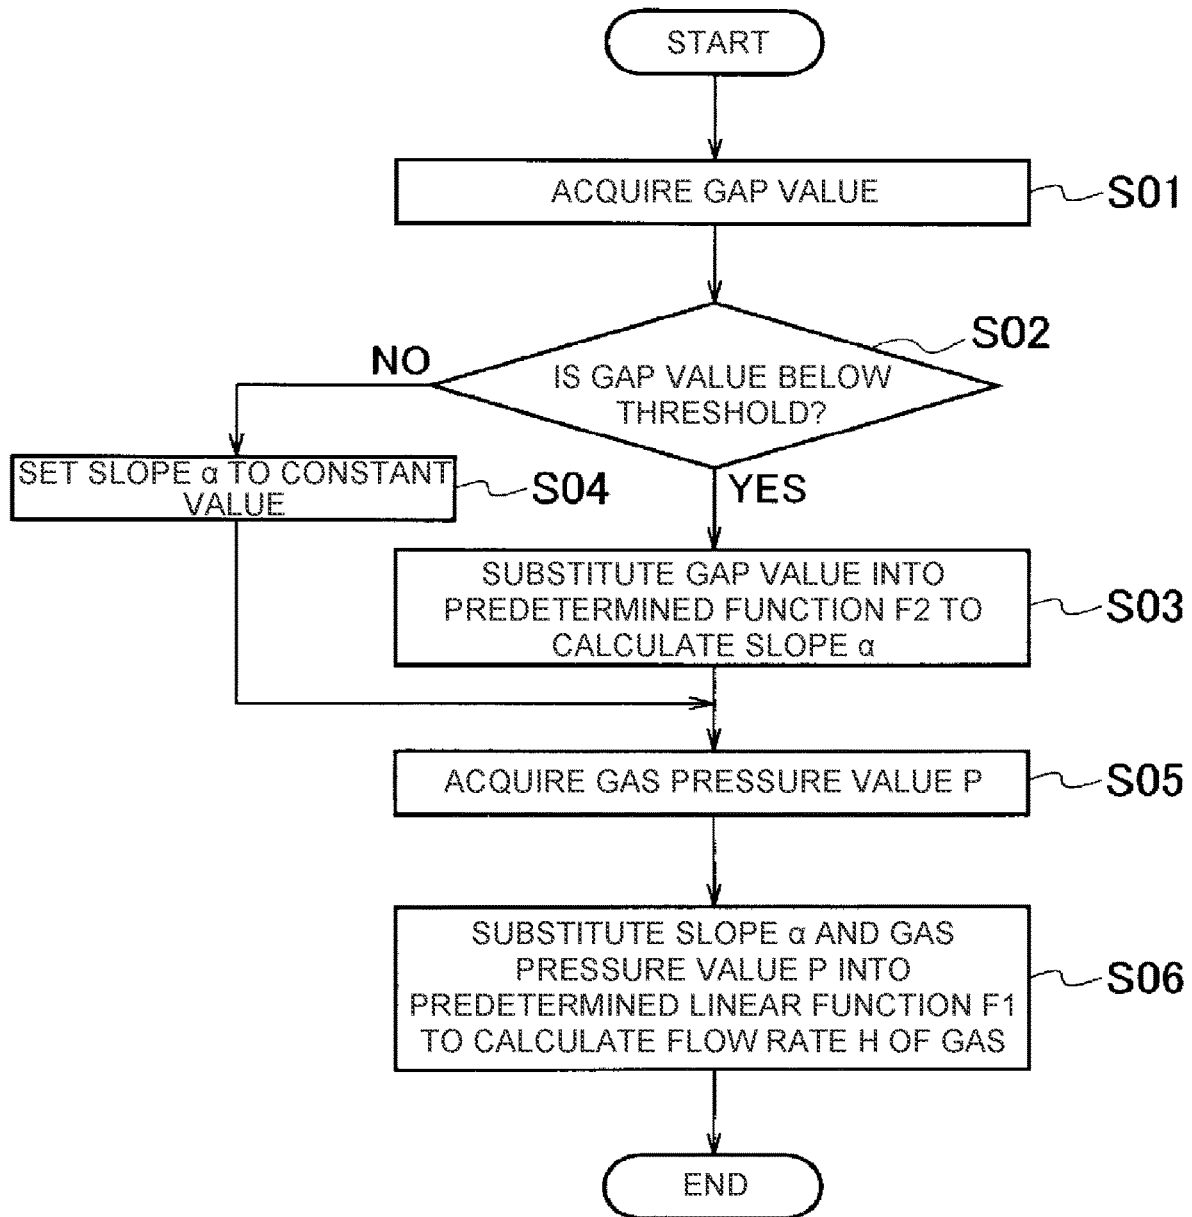 START
ACQUIRE GAP VALUE
S01
S02
NO
IS GAP VALUE BELOW
THRESHOLD?
SET SLOPE α TO CONSTANT
VALUE
S04
YES
SUBSTITUTE GAP VALUE INTO
PREDETERMINED FUNCTION F2 TO
CALCULATE SLOPE α
S03
ACQUIRE GAS PRESSURE VALUE P
S05
SUBSTITUTE SLOPE α AND GAS
PRESSURE VALUE P INTO
PREDETERMINED LINEAR FUNCTION F1
TO CALCULATE FLOW RATE H OF GAS
S06
END